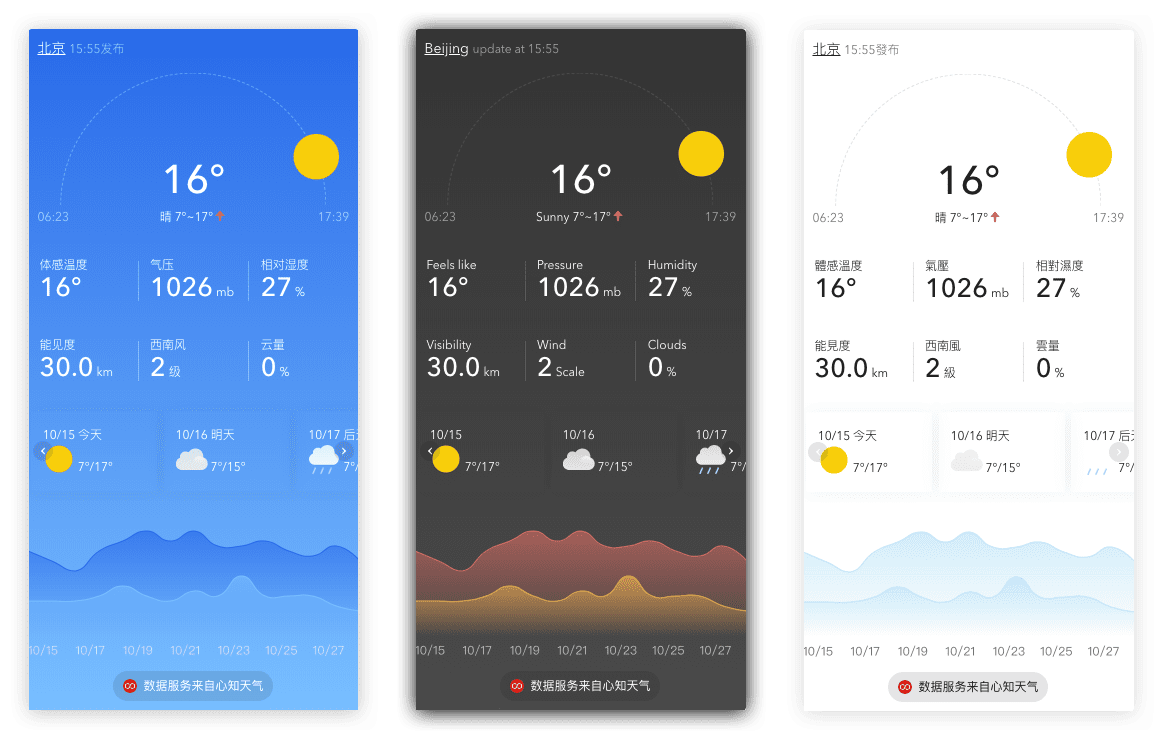 北京 15:55发布
16°
06:23
晴 7°~17°
17:39
体感温度
16°
气压
1026 mb
相对湿度
27 %
能见度
30.0 km
西南风
2 级
云量
0 %
10/15 今天
7°/17°
10/16 明天
7°/15°
10/17 后天
7°/
10/15 10/17 10/19 10/21 10/23 10/25 10/27
数据服务来自心知天气
Beijing update at 15:55
16°
06:23
Sunny 7°~17°
17:39
Feels like
16°
Pressure
1026 mb
Humidity
27 %
Visibility
30.0 km
Wind
2 Scale
Clouds
0 %
10/15
7°/17°
10/16
7°/15°
10/17
7°/
10/15 10/17 10/19 10/21 10/23 10/25 10/27
数据服务来自心知天气
北京 15:55發布
16°
06:23
晴 7°~17°
17:39
體感溫度
16°
氣壓
1026 mb
相對濕度
27 %
能見度
30.0 km
西南風
2 級
雲量
0 %
10/15 今天
7°/17°
10/16 明天
7°/15°
10/17 后天
7°/
10/15 10/17 10/19 10/21 10/23 10/25 10/27
数据服务来自心知天气